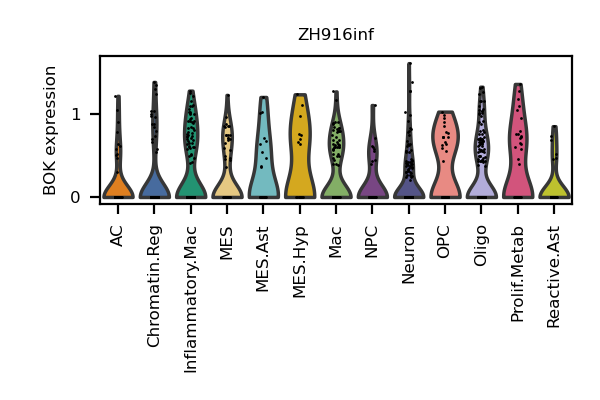 ZH916inf
BOK expression
1
0
AC
Chromatin.Reg
Inflammatory.Mac
MES
MES.Ast
MES.Hyp
Mac
NPC
Neuron
OPC
Oligo
Prolif.Metab
Reactive.Ast